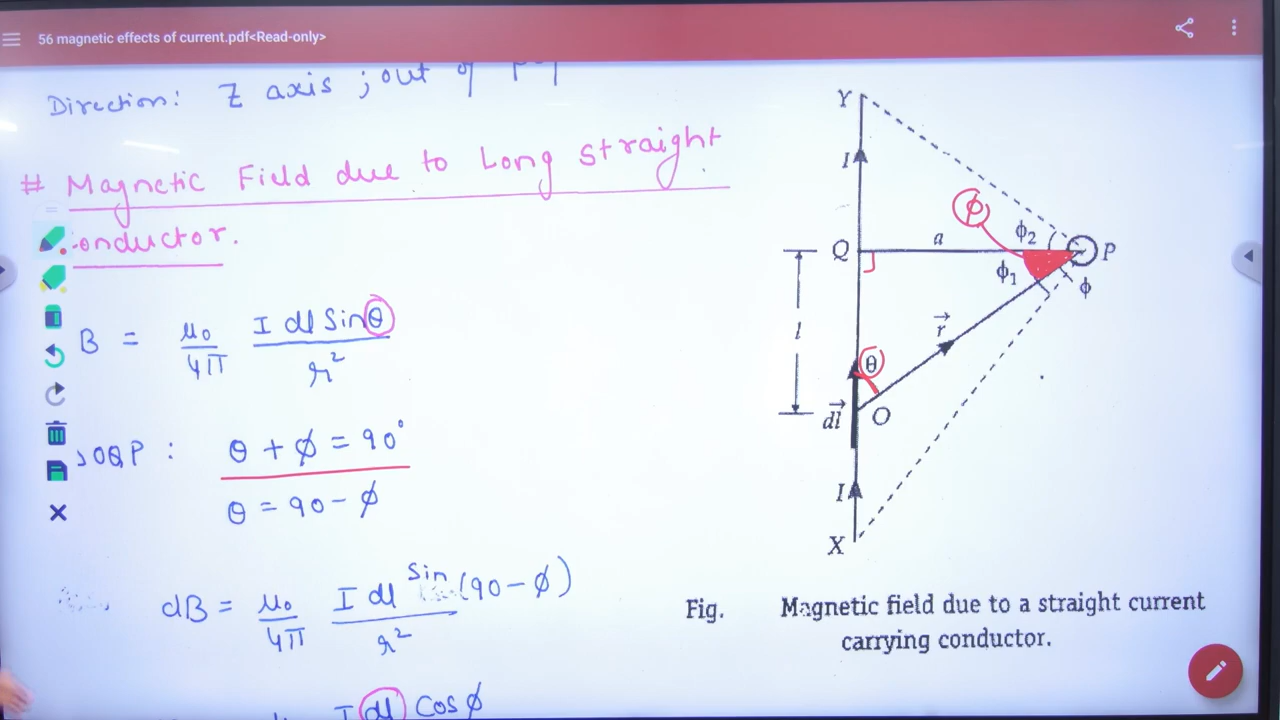 56 magnetic effects of current.pdf<Read-only>
Direction: Z axis ; out of
# Magnetic Field due to Long straight
onductor.
B = μ₀/4π I dl Sinθ/r²
OQP : θ + φ = 90°
θ = 90 - φ
dB = μ₀/4π I dl Sin (90 - φ)/r²
I dl Cos φ
Y
I
φ
Q
a
φ₂
P
φ₁
φ
l
r⃗
θ
dl⃗
O
I
X
Fig. Magnetic field due to a straight current
carrying conductor.